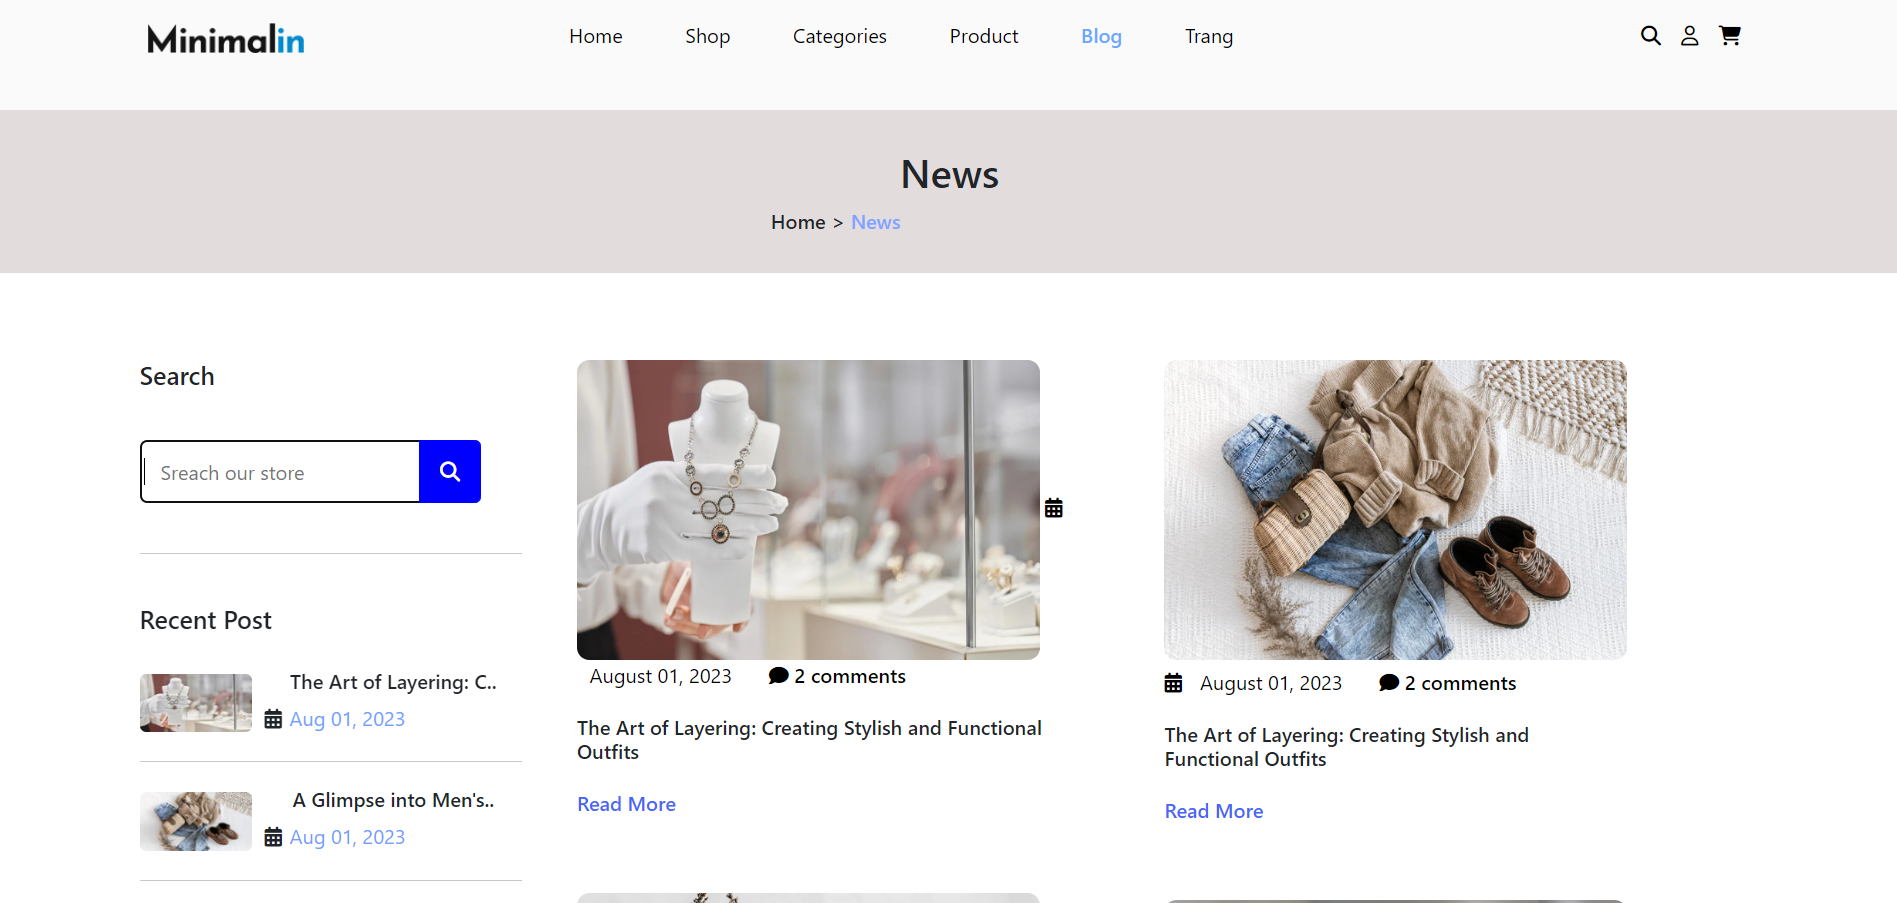 Minimalin
Home Shop Categories Product Blog Trang
News
Home > News
Search
Sreach our store
Recent Post
The Art of Layering: C..
Aug 01, 2023
A Glimpse into Men's..
Aug 01, 2023
August 01, 2023 2 comments
The Art of Layering: Creating Stylish and Functional
Outfits
Read More
August 01, 2023 2 comments
The Art of Layering: Creating Stylish and
Functional Outfits
Read More